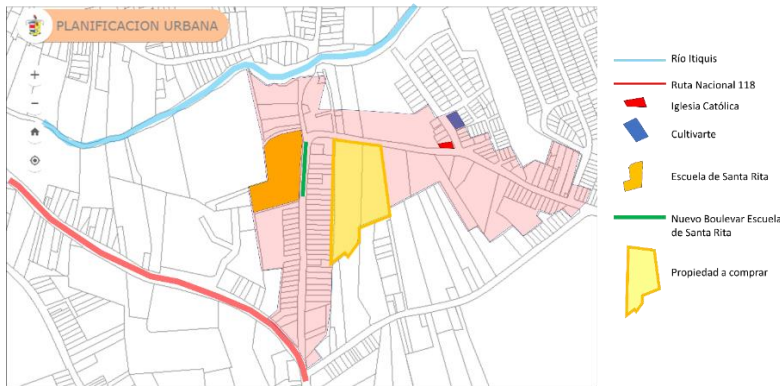 PLANIFICACION URBANA
Río Itiquis
Ruta Nacional 118
Iglesia Católica
Cultivarte
Escuela de Santa Rita
Nuevo Boulevar Escuela
de Santa Rita
Propiedad a comprar